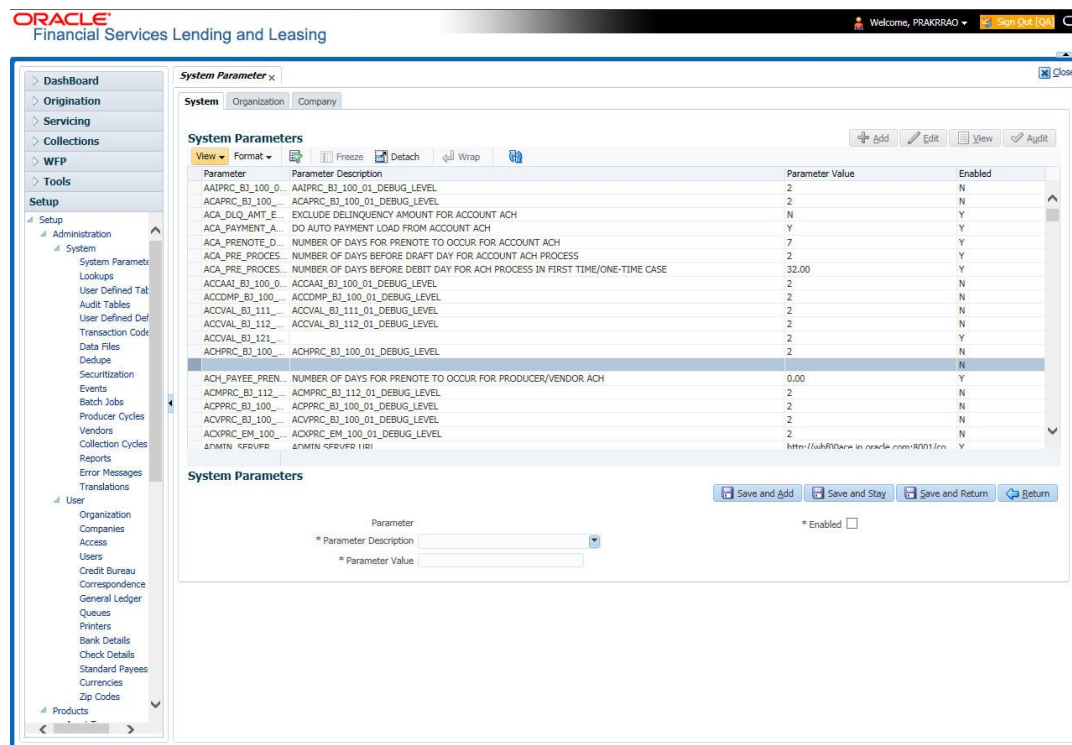 ORACLE
Financial Services Lending and Leasing
Welcome, PRAKRRAO
Sign Out [QA]
DashBoard
Origination
Servicing
Collections
WFP
Tools
Setup
Setup
Administration
System
System Paramete
Lookups
User Defined Tab
Audit Tables
User Defined Def
Transaction Code
Data Files
Dedupe
Securitization
Events
Batch Jobs
Producer Cycles
Vendors
Collection Cycles
Reports
Error Messages
Translations
User
Organization
Companies
Access
Users
Credit Bureau
Correspondence
General Ledger
Queues
Printers
Bank Details
Check Details
Standard Payees
Currencies
Zip Codes
Products
System Parameter
Close
System Organization Company
System Parameters
Add Edit View Audit
View Format Freeze Detach Wrap
Parameter Parameter Description Parameter Value Enabled
AAIPRC_BJ_100_0... AAIPRC_BJ_100_01_DEBUG_LEVEL 2 N
ACAPRC_BJ_100_... ACAPRC_BJ_100_01_DEBUG_LEVEL 2 N
ACA_DLQ_AMT_E... EXCLUDE DELINQUENCY AMOUNT FOR ACCOUNT ACH N Y
ACA_PAYMENT_A... DO AUTO PAYMENT LOAD FROM ACCOUNT ACH Y Y
ACA_PRENOTE_D... NUMBER OF DAYS FOR PRENOTE TO OCCUR FOR ACCOUNT ACH 7 Y
ACA_PRE_PROCES... NUMBER OF DAYS BEFORE DRAFT DAY FOR ACCOUNT ACH PROCESS 2 Y
ACA_PRE_PROCES... NUMBER OF DAYS BEFORE DEBIT DAY FOR ACH PROCESS IN FIRST TIME/ONE-TIME CASE 32.00 Y
ACCAAI_BJ_100_0... ACCAAI_BJ_100_01_DEBUG_LEVEL 2 N
ACCDMP_BJ_100_... ACCDMP_BJ_100_01_DEBUG_LEVEL 2 N
ACCVAL_BJ_111_... ACCVAL_BJ_111_01_DEBUG_LEVEL 2 N
ACCVAL_BJ_112_... ACCVAL_BJ_112_01_DEBUG_LEVEL 2 N
ACCVAL_BJ_121_... 2 Y
ACHPRC_BJ_100_... ACHPRC_BJ_100_01_DEBUG_LEVEL 2 N
N
ACH_PAYEE_PREN... NUMBER OF DAYS FOR PRENOTE TO OCCUR FOR PRODUCER/VENDOR ACH 0.00 Y
ACMPRC_BJ_112_... ACMPRC_BJ_112_01_DEBUG_LEVEL 2 N
ACPPRC_BJ_100_... ACPPRC_BJ_100_01_DEBUG_LEVEL 2 N
ACVPRC_BJ_100_... ACVPRC_BJ_100_01_DEBUG_LEVEL 2 N
ACXPRC_EM_100_... ACXPRC_EM_100_01_DEBUG_LEVEL 2 N
ADMIN_SERVER ADMIN SERVER URL http://whf00ace.in.oracle.com:8001/co Y
System Parameters
Save and Add Save and Stay Save and Return Return
Parameter
* Enabled
* Parameter Description
* Parameter Value